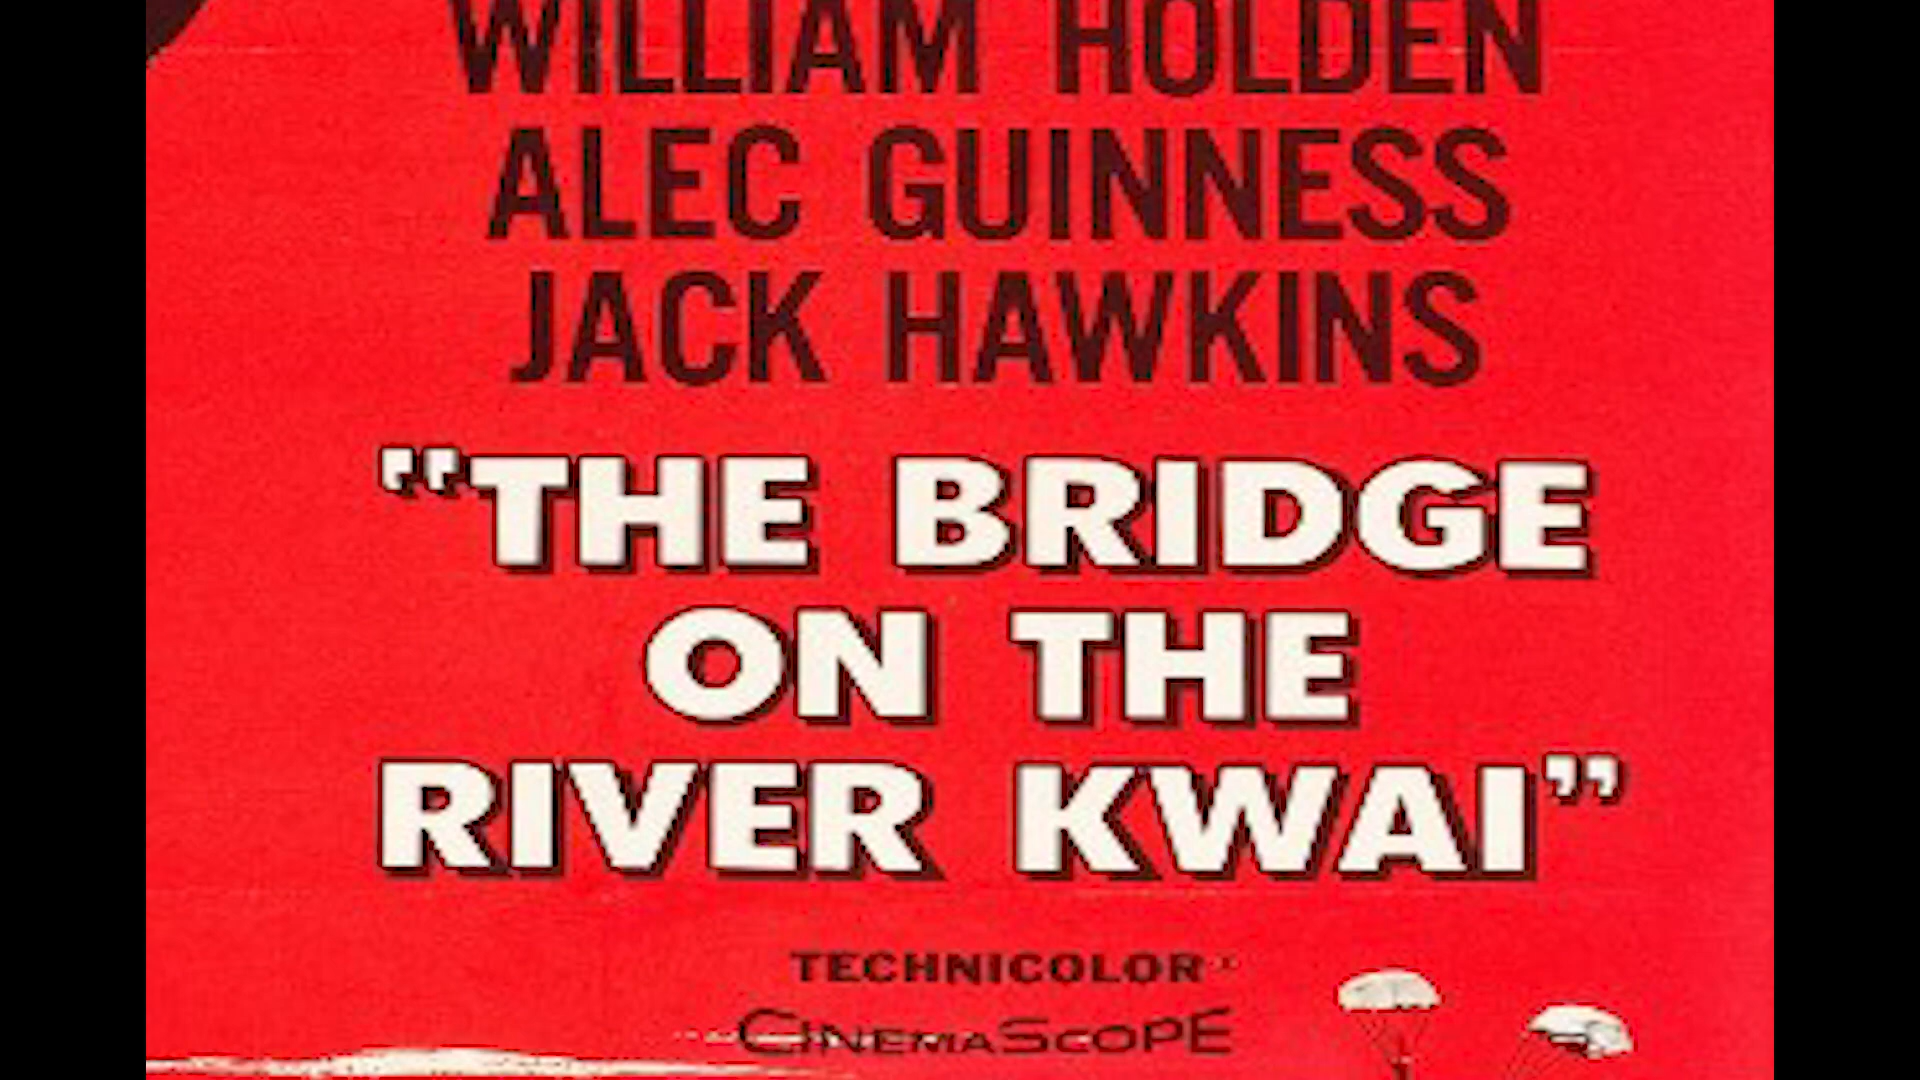 WILLIAM HOLDEN
ALEC GUINNESS
JACK HAWKINS
"THE BRIDGE
ON THE
RIVER KWAI"
TECHNICOLOR
CINEMASCOPE